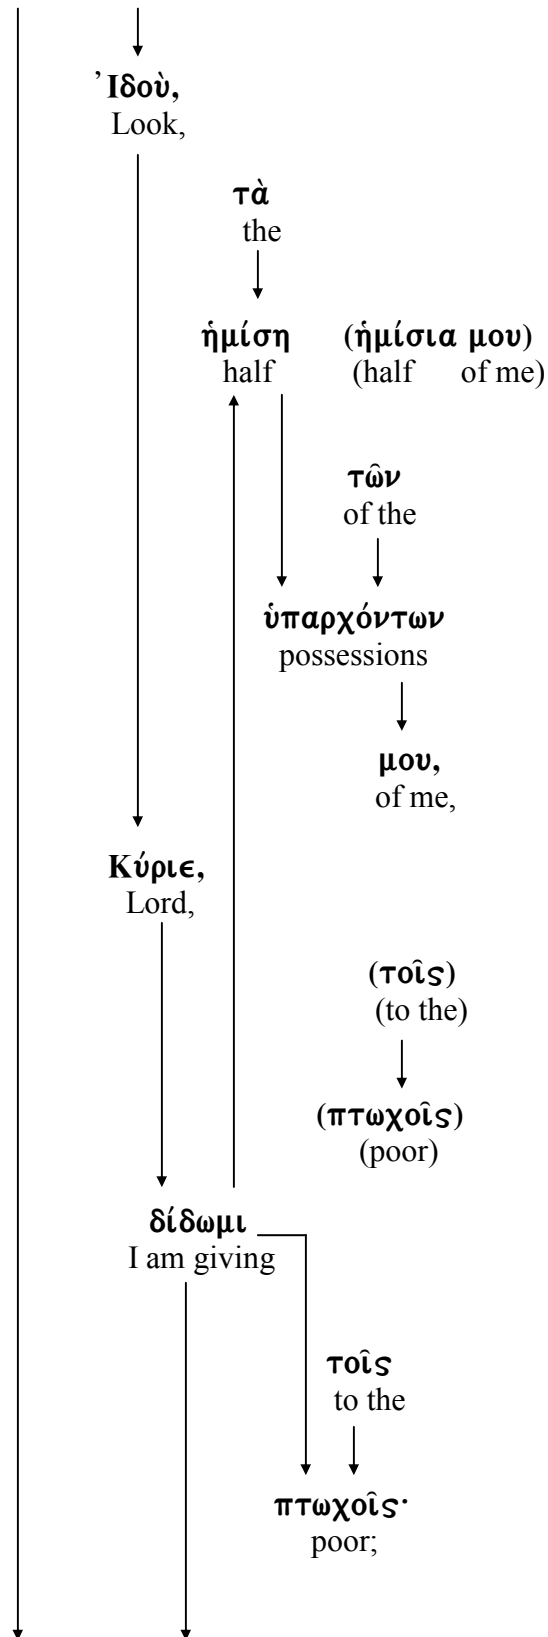 ᾿Ιδοὺ,
Look,
τὰ
the
ἡμίση (ἡμίσια μου)
half (half of me)
τῶν
of the
ὑπαρχόντων
possessions
μου,
of me,
Κύριε,
Lord,
(τοῖς)
(to the)
(πτωχοῖς)
(poor)
δίδωμι
I am giving
τοῖς
to the
πτωχοῖς·
poor;